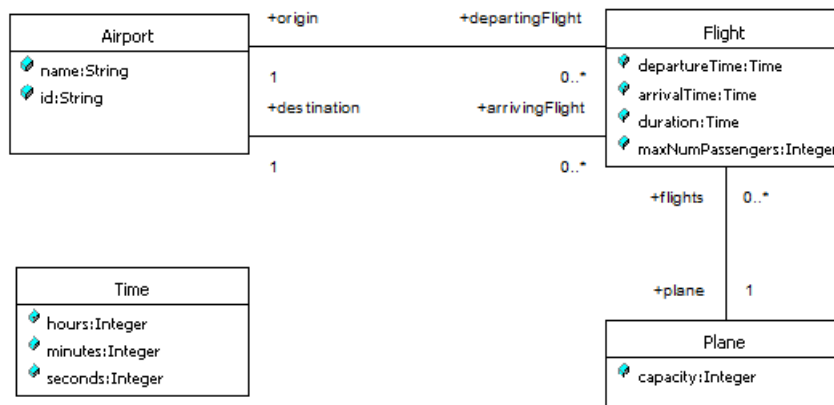 Airport
name:String
id:String
+origin
+departingFlight
1
0..*
+destination
+arrivingFlight
1
0..*
Flight
departureTime:Time
arrivalTime:Time
duration:Time
maxNumPassengers:Integer
+flights
0..*
+plane
1
Time
hours:Integer
minutes:Integer
seconds:Integer
Plane
capacity:Integer